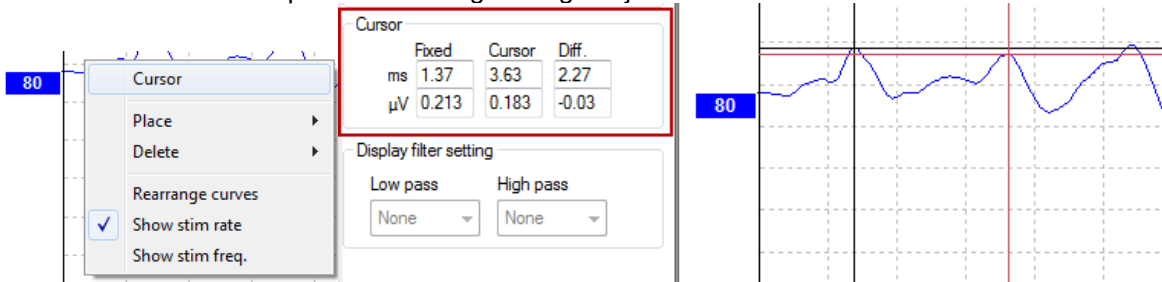 80
Cursor
Place
Delete
Rearrange curves
Show stim rate
Show stim freq.
Cursor
Fixed Cursor Diff.
ms 1.37 3.63 2.27
µV 0.213 0.183 -0.03
Display filter setting
Low pass High pass
None None
80